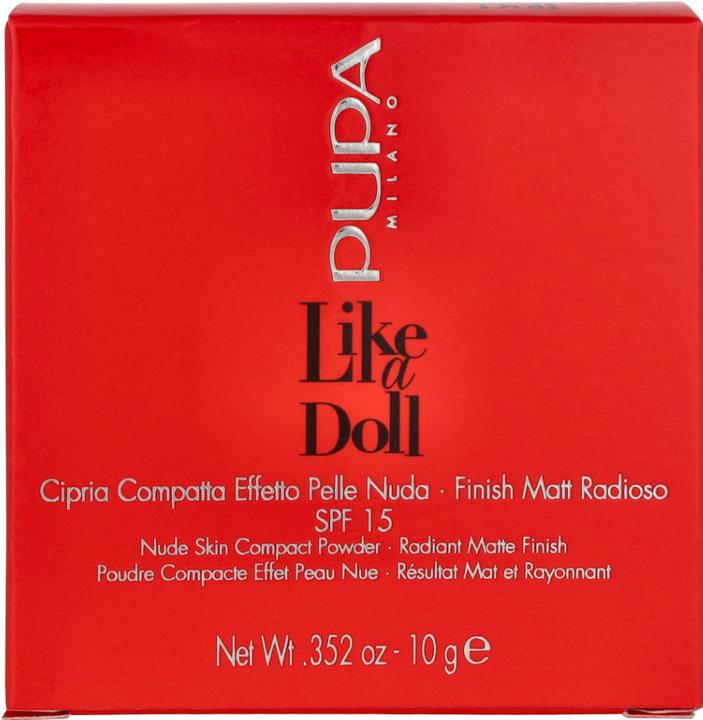 PUPA
MILANO
Like
a
Doll
Cipria Compatta Effetto Pelle Nuda · Finish Matt Radioso
SPF 15
Nude Skin Compact Powder · Radiant Matte Finish
Poudre Compacte Effet Peau Nue · Résultat Mat et Rayonnant
Net Wt .352 oz - 10 g e